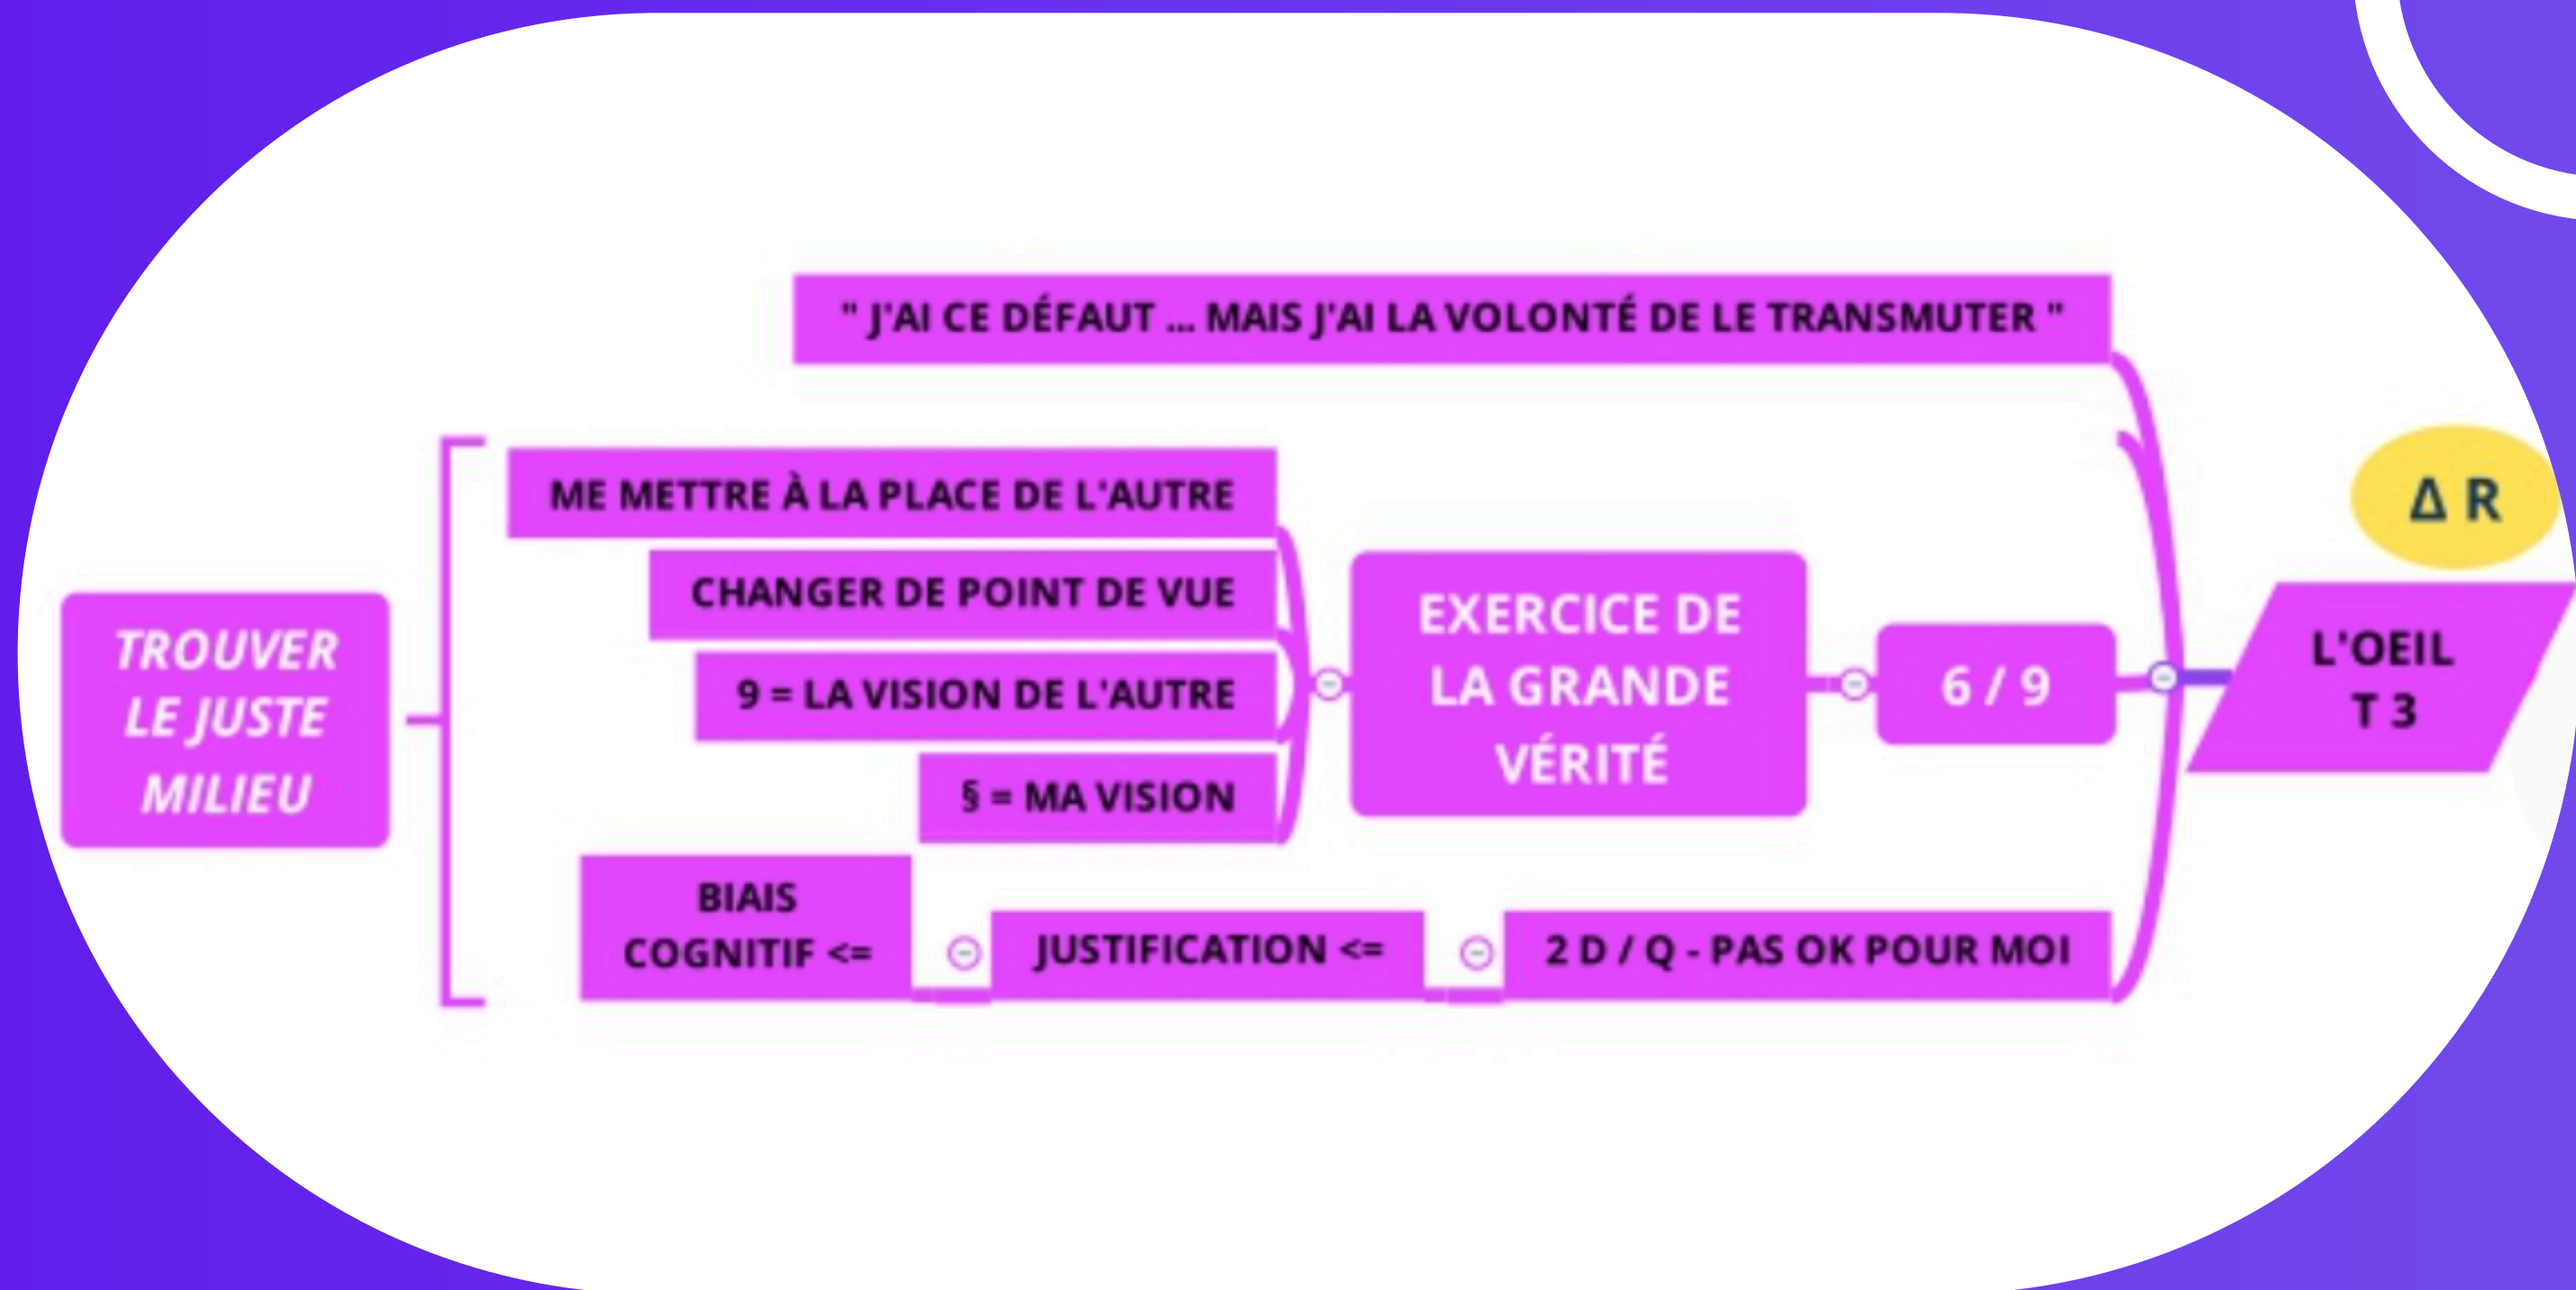 " J'AI CE DÉFAUT ... MAIS J'AI LA VOLONTÉ DE LE TRANSMUTER "
ME METTRE À LA PLACE DE L'AUTRE
CHANGER DE POINT DE VUE
9 = LA VISION DE L'AUTRE
§ = MA VISION
TROUVER
LE JUSTE
MILIEU
EXERCICE DE
LA GRANDE
VÉRITÉ
6 / 9
Δ R
L'OEIL
T 3
BIAIS
COGNITIF <=
JUSTIFICATION <=
2 D / Q - PAS OK POUR MOI